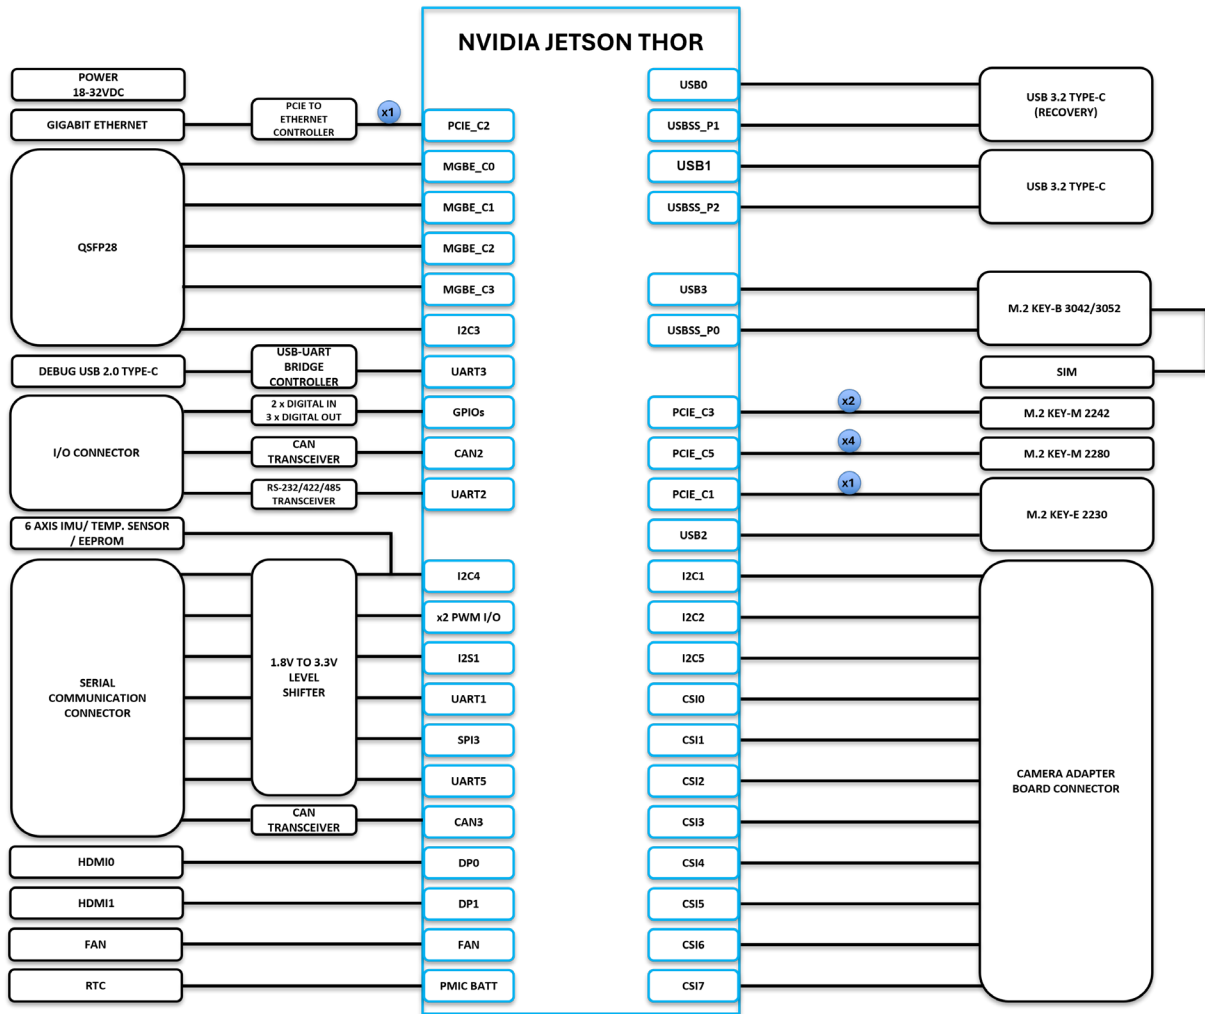 NVIDIA JETSON THOR
POWER
18-32VDC
GIGABIT ETHERNET
PCIE TO
ETHERNET
CONTROLLER
x1
PCIE_C2
QSFP28
MGBE_C0
MGBE_C1
MGBE_C2
MGBE_C3
I2C3
DEBUG USB 2.0 TYPE-C
USB-UART
BRIDGE
CONTROLLER
UART3
I/O CONNECTOR
2 x DIGITAL IN
3 x DIGITAL OUT
GPIOs
CAN
TRANSCEIVER
CAN2
RS-232/422/485
TRANSCEIVER
UART2
6 AXIS IMU/ TEMP. SENSOR
/ EEPROM
SERIAL
COMMUNICATION
CONNECTOR
1.8V TO 3.3V
LEVEL
SHIFTER
I2C4
x2 PWM I/O
I2S1
UART1
SPI3
UART5
CAN
TRANSCEIVER
CAN3
HDMI0
DP0
HDMI1
DP1
FAN
FAN
RTC
PMIC BATT
USB0
USBSS_P1
USB 3.2 TYPE-C
(RECOVERY)
USB1
USBSS_P2
USB 3.2 TYPE-C
USB3
USBSS_P0
M.2 KEY-B 3042/3052
SIM
PCIE_C3
x2
M.2 KEY-M 2242
PCIE_C5
x4
M.2 KEY-M 2280
PCIE_C1
x1
USB2
M.2 KEY-E 2230
I2C1
I2C2
I2C5
CSI0
CSI1
CSI2
CSI3
CSI4
CSI5
CSI6
CSI7
CAMERA ADAPTER
BOARD CONNECTOR